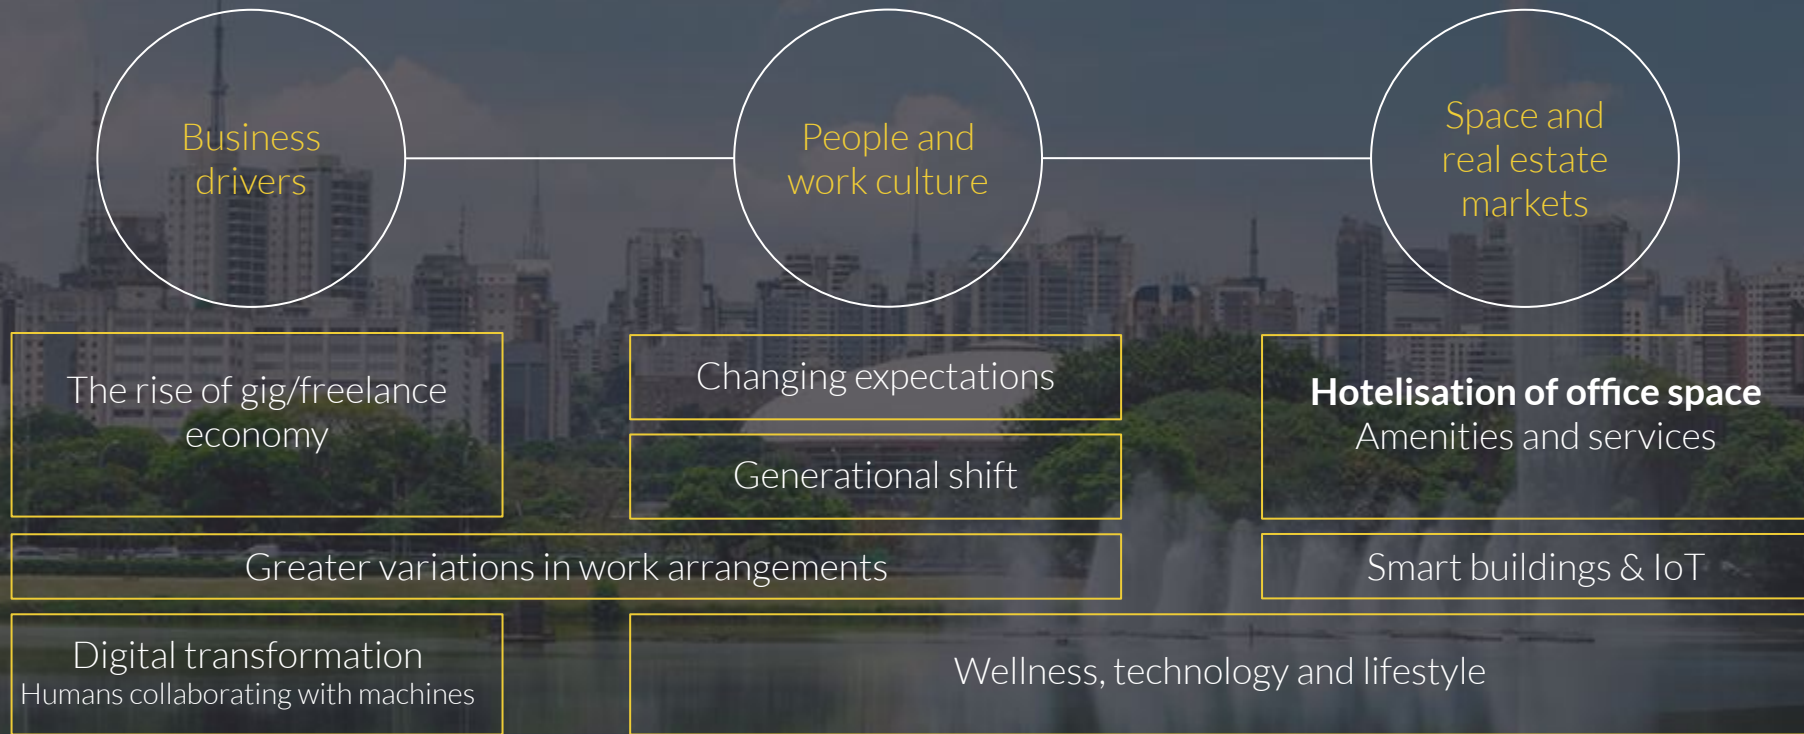 Business
drivers
People and
work culture
Space and
real estate
markets
The rise of gig/freelance
economy
Changing expectations
Generational shift
Hotelisation of office space
Amenities and services
Greater variations in work arrangements
Smart buildings & IoT
Digital transformation
Humans collaborating with machines
Wellness, technology and lifestyle